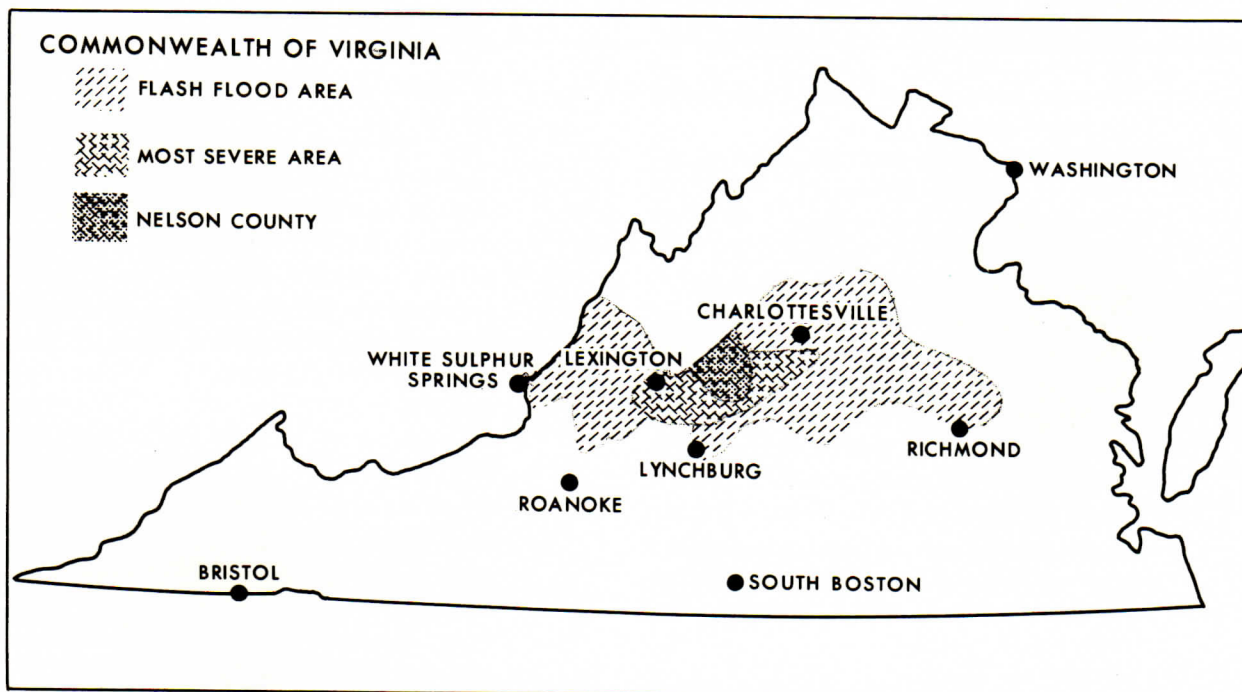 COMMONWEALTH OF VIRGINIA
FLASH FLOOD AREA
MOST SEVERE AREA
NELSON COUNTY
WASHINGTON
CHARLOTTESVILLE
WHITE SULPHUR
SPRINGS
LEXINGTON
RICHMOND
LYNCHBURG
ROANOKE
BRISTOL
SOUTH BOSTON